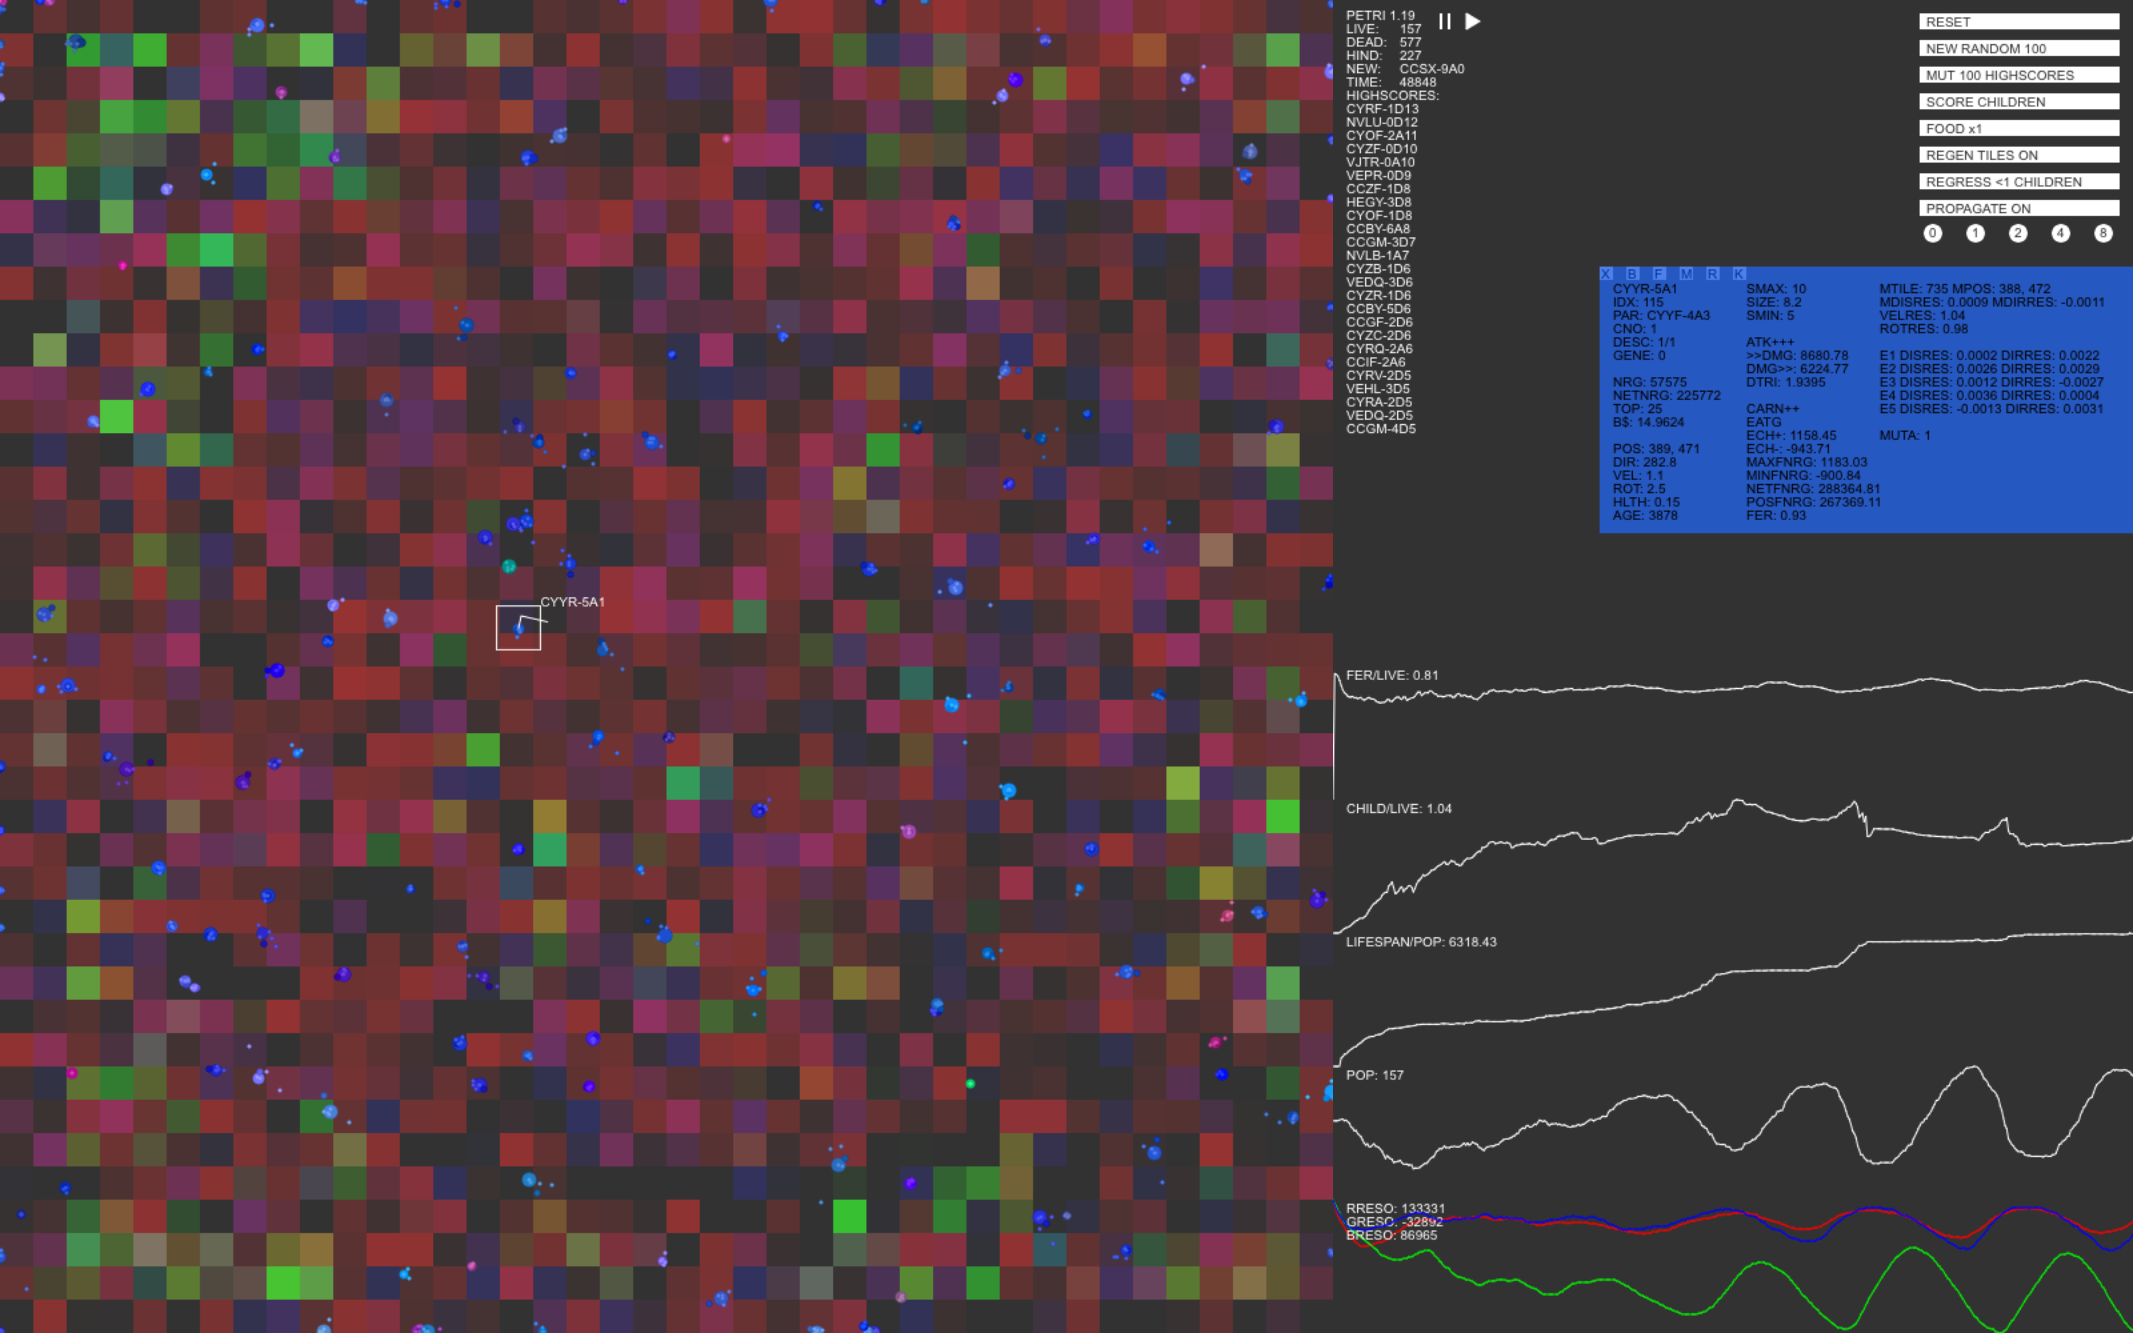 PETRI 1.19
LIVE: 157
DEAD: 577
HIND: 227
NEW: CCSX-9A0
TIME: 48848
HIGHSCORES:
CYRF-1D13
NVLU-0D12
CYOF-2A11
CYZF-0D10
VJTR-0A10
VEPR-0D9
CCZF-1D8
HEGY-3D8
CYOF-1D8
CCBY-6A8
CCGM-3D7
NVLB-1A7
CYZB-1D6
VEDQ-3D6
CYZR-1D6
CCBY-5D6
CCGF-2D6
CYZC-2D6
CYRQ-2A6
CCIF-2A6
CYRV-2D5
VEHL-3D5
CYRA-2D5
VEDQ-2D5
CCGM-4D5
RESET
NEW RANDOM 100
MUT 100 HIGHSCORES
SCORE CHILDREN
FOOD x1
REGEN TILES ON
REGRESS <1 CHILDREN
PROPAGATE ON
0 1 2 4 8
X B F M R K
CYYR-5A1 SMAX: 10 MTILE: 735 MPOS: 388, 472
IDX: 115 SIZE: 8.2 MDISRES: 0.0009 MDIRRES: -0.0011
PAR: CYYF-4A3 SMIN: 5 VELRES: 1.04
CNO: 1 ROTRES: 0.98
DESC: 1/1 ATK+++
GENE: 0 >>DMG: 8680.78 E1 DISRES: 0.0002 DIRRES: 0.0022
DMG>>: 6224.77 E2 DISRES: 0.0026 DIRRES: 0.0029
NRG: 57575 DTRI: 1.9395 E3 DISRES: 0.0012 DIRRES: -0.0027
NETNRG: 225772 E4 DISRES: 0.0036 DIRRES: 0.0004
TOP: 25 CARN++ E5 DISRES: -0.0013 DIRRES: 0.0031
B$: 14.9624 EATG
ECH+: 1158.45 MUTA: 1
POS: 389, 471 ECH-: -943.71
DIR: 282.8 MAXFNRG: 1183.03
VEL: 1.1 MINFNRG: -900.84
ROT: 2.5 NETFNRG: 288364.81
HLTH: 0.15 POSFNRG: 267369.11
AGE: 3878 FER: 0.93
CYYR-5A1
FER/LIVE: 0.81
CHILD/LIVE: 1.04
LIFESPAN/POP: 6318.43
POP: 157
RRESO: 133331
GRESO: -32892
BRESO: 86965